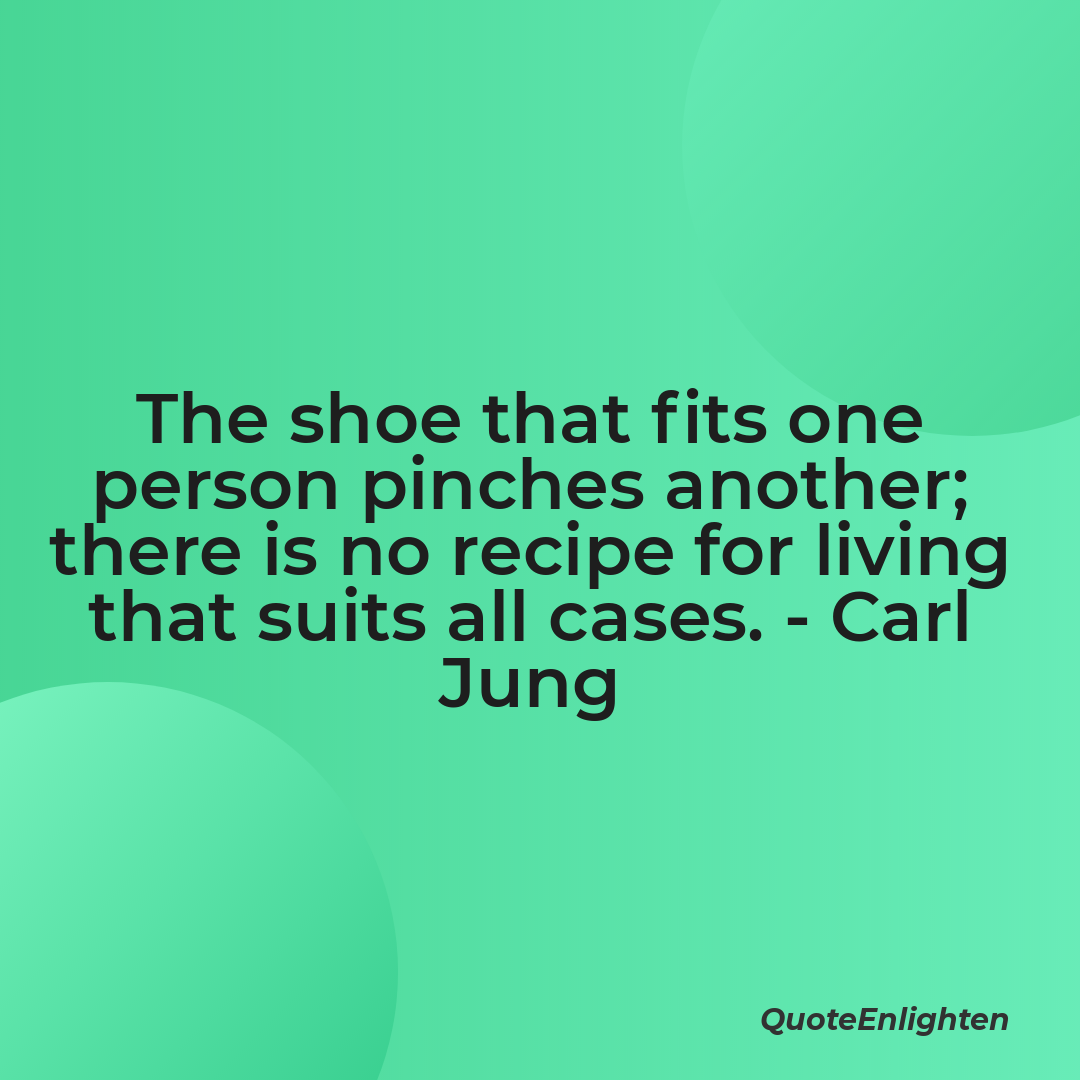 The shoe that fits one
person pinches another;
there is no recipe for living
that suits all cases. - Carl
Jung
QuoteEnlighten